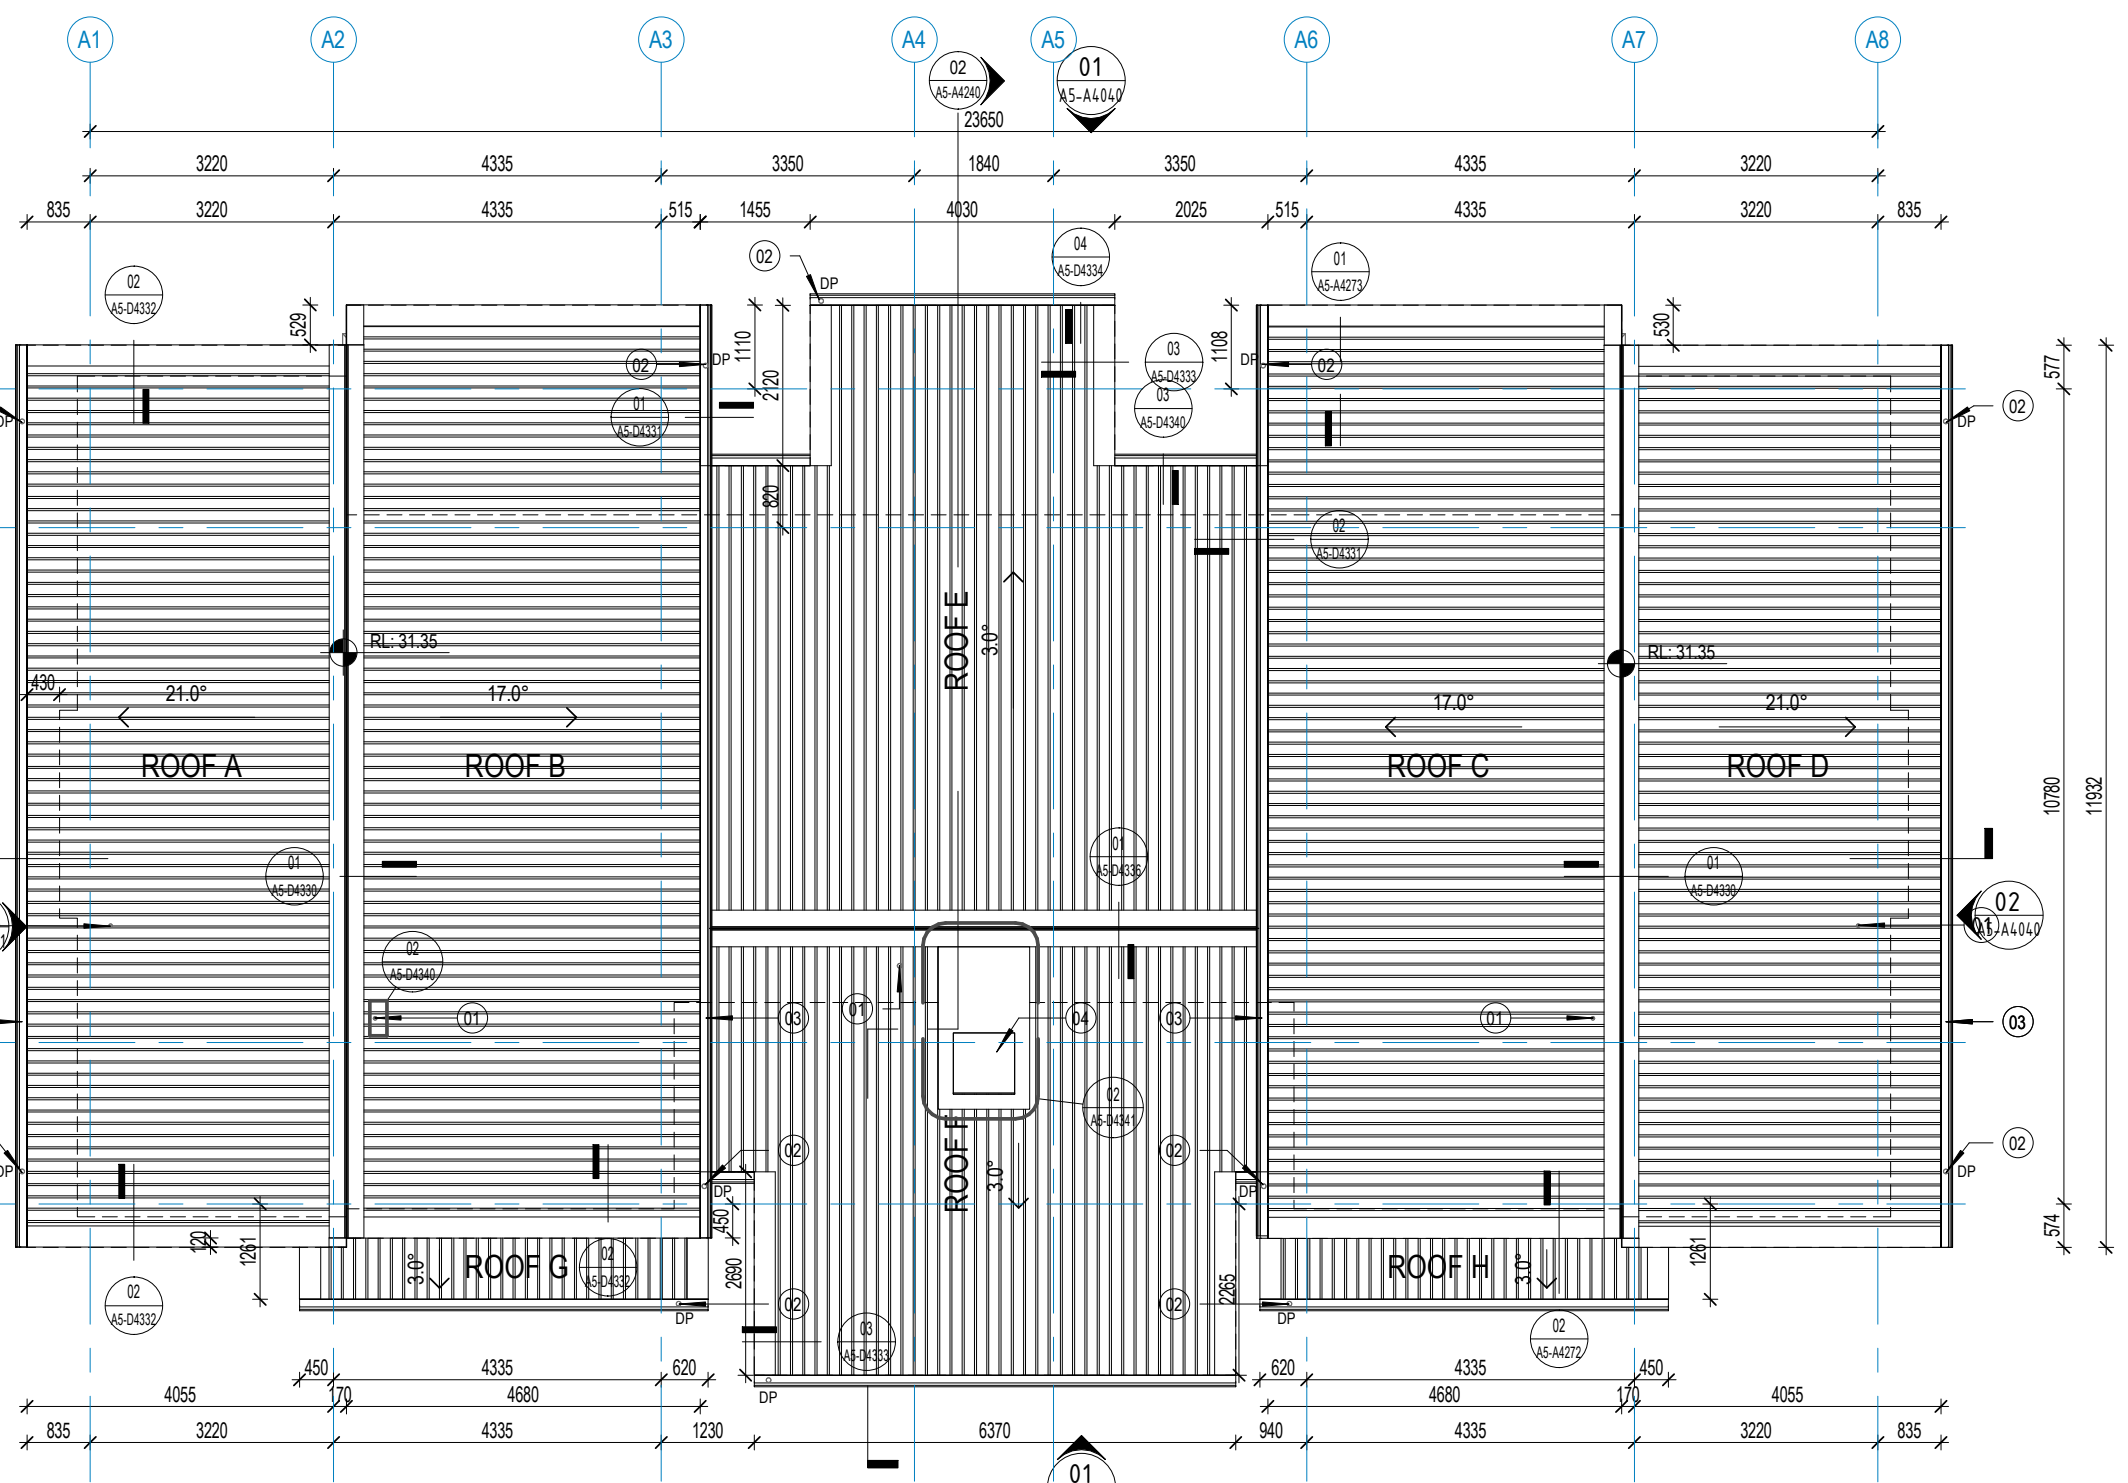 A1 A2 A3 A4 A5 A6 A7 A8
02
A5-A4240
01
A5-A4040
23650
3220 4335 3350 1840 3350 4335 3220
835 3220 4335 515 1455 4030 2025 515 4335 3220 835
02
A5-D4332
02
DP
04
A5-D4334
01
A5-A4273
529
1110
2120
1108
530
577
02
DP
03
A5-D4333
DP
02
01
A5-D4331
03
A5-D4340
DP
DP
02
820
02
A5-D4331
ROOF E
3.0°
RL: 31.35
RL: 31.35
430
21.0°
17.0°
17.0°
21.0°
ROOF A
ROOF B
ROOF C
ROOF D
10780
11932
01
A5-D4330
01
A5-D4336
01
A5-D4330
02
A5-A4040
01
02
A5-D4340
01
03
01
04
03
01
03
02
A5-D4341
02
02
02
DP
DP
DP
DP
ROOF F
3.0°
450
120
1261
2690
2265
1261
574
3.0°
ROOF G
02
A5-D4332
ROOF H
3.0°
02
A5-D4332
02
DP
02
DP
03
A5-D4333
02
A5-A4272
DP
450 4335 620 620 4335 450
4055 170 4680 4680 170 4055
835 3220 4335 1230 6370 940 4335 3220 835
01